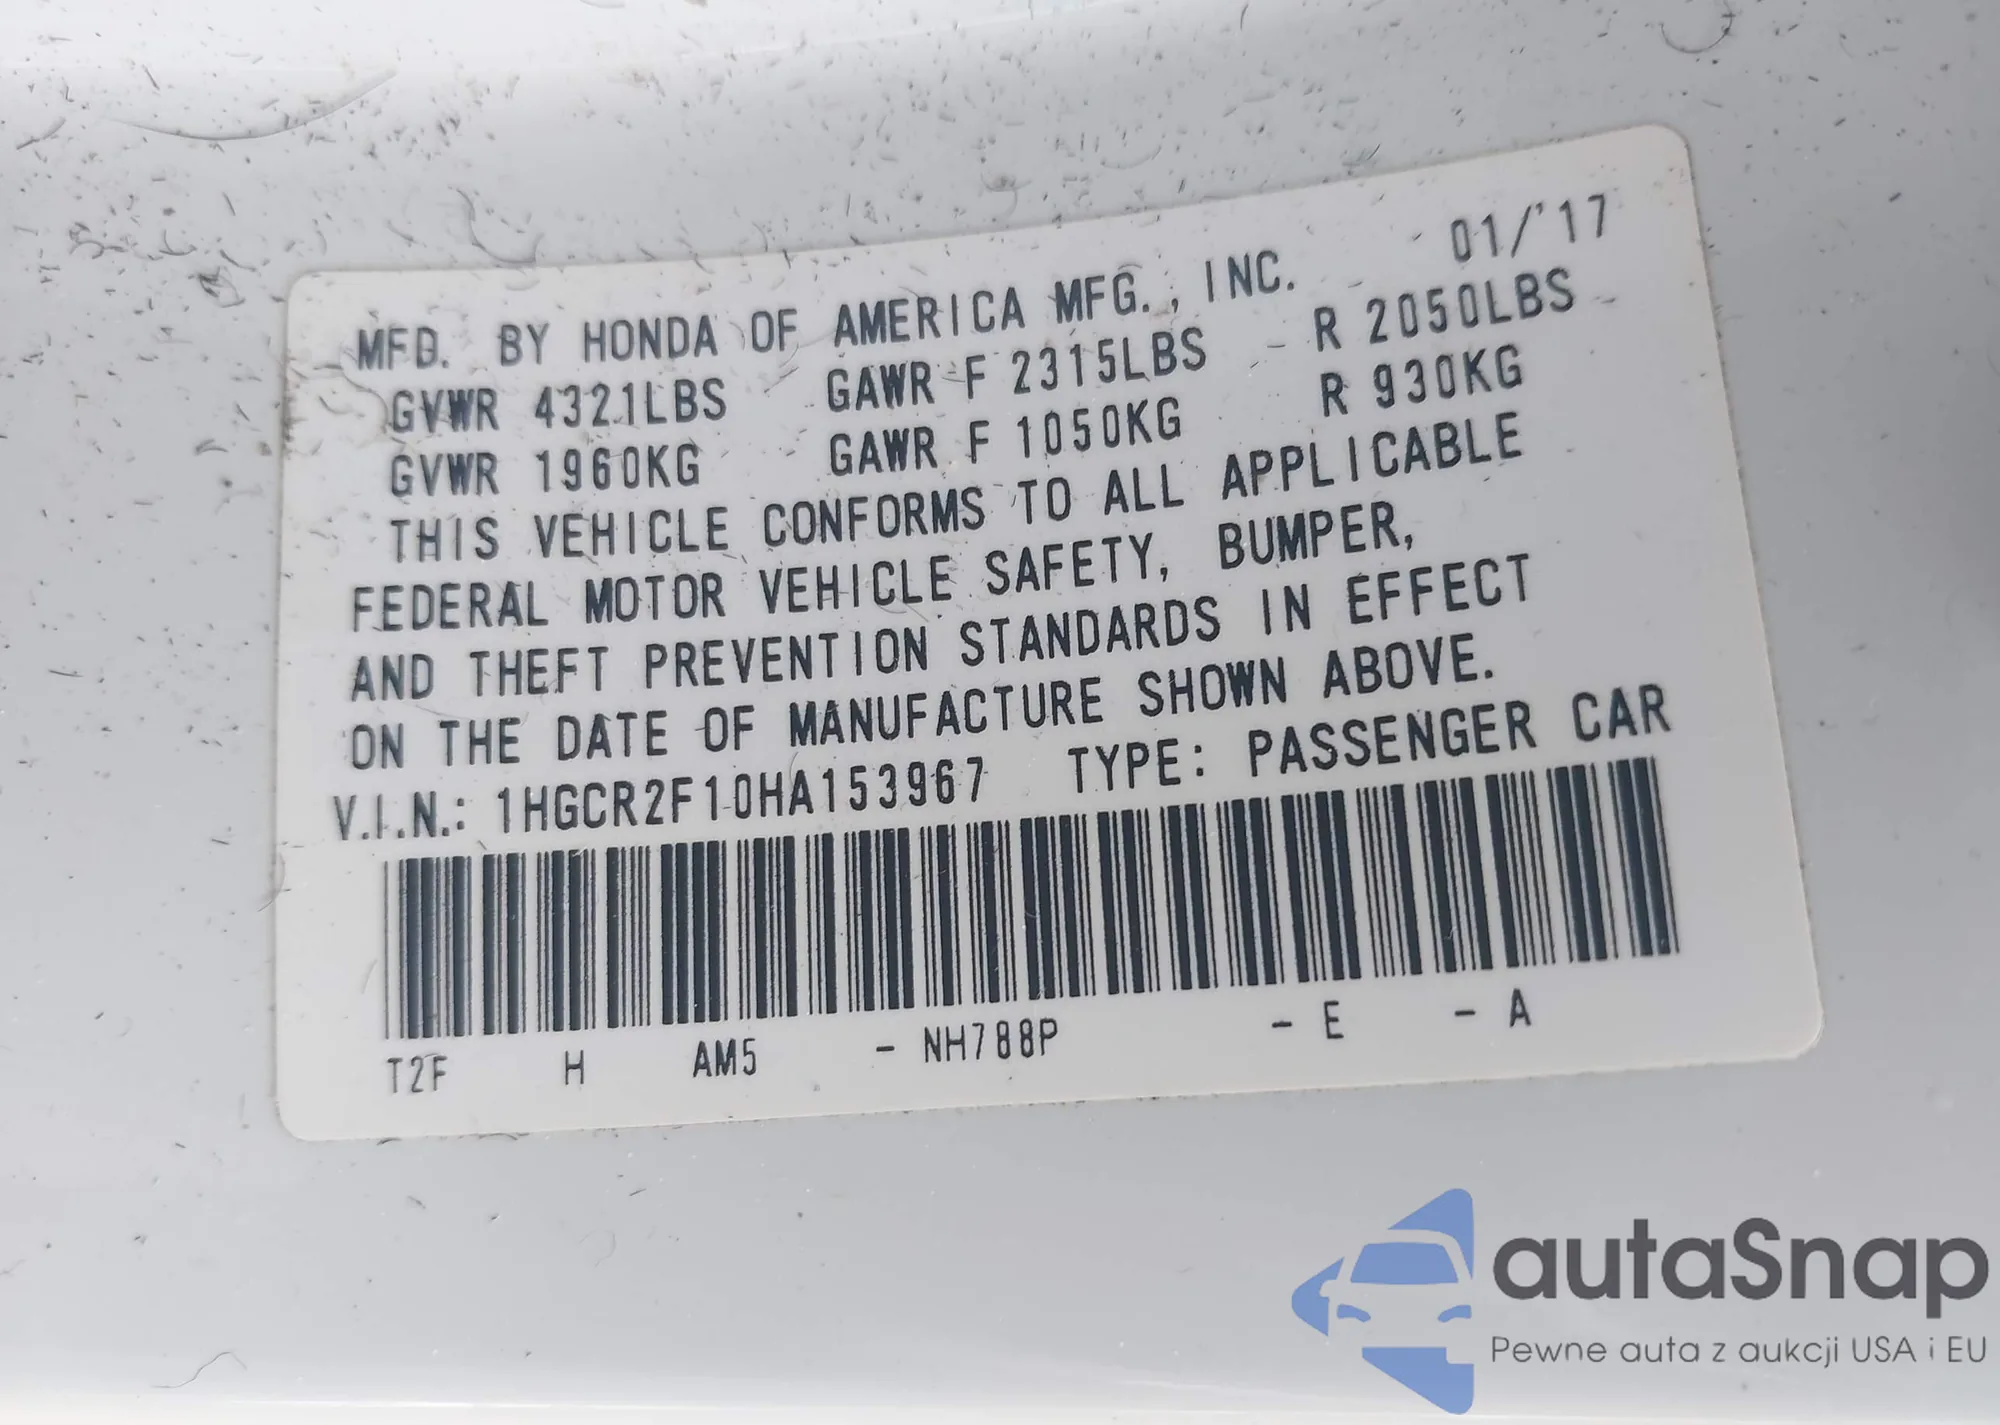 01/'17
MFD. BY HONDA OF AMERICA MFG., INC.
GVWR 4321LBS GAWR F 2315LBS R 2050LBS
GVWR 1960KG GAWR F 1050KG R 930KG
THIS VEHICLE CONFORMS TO ALL APPLICABLE
FEDERAL MOTOR VEHICLE SAFETY, BUMPER,
AND THEFT PREVENTION STANDARDS IN EFFECT
ON THE DATE OF MANUFACTURE SHOWN ABOVE.
V.I.N.: 1HGCR2F10HA153967 TYPE: PASSENGER CAR
T2F H AM5 - NH788P - E - A
autaSnap
Pewne auta z aukcji USA i EU